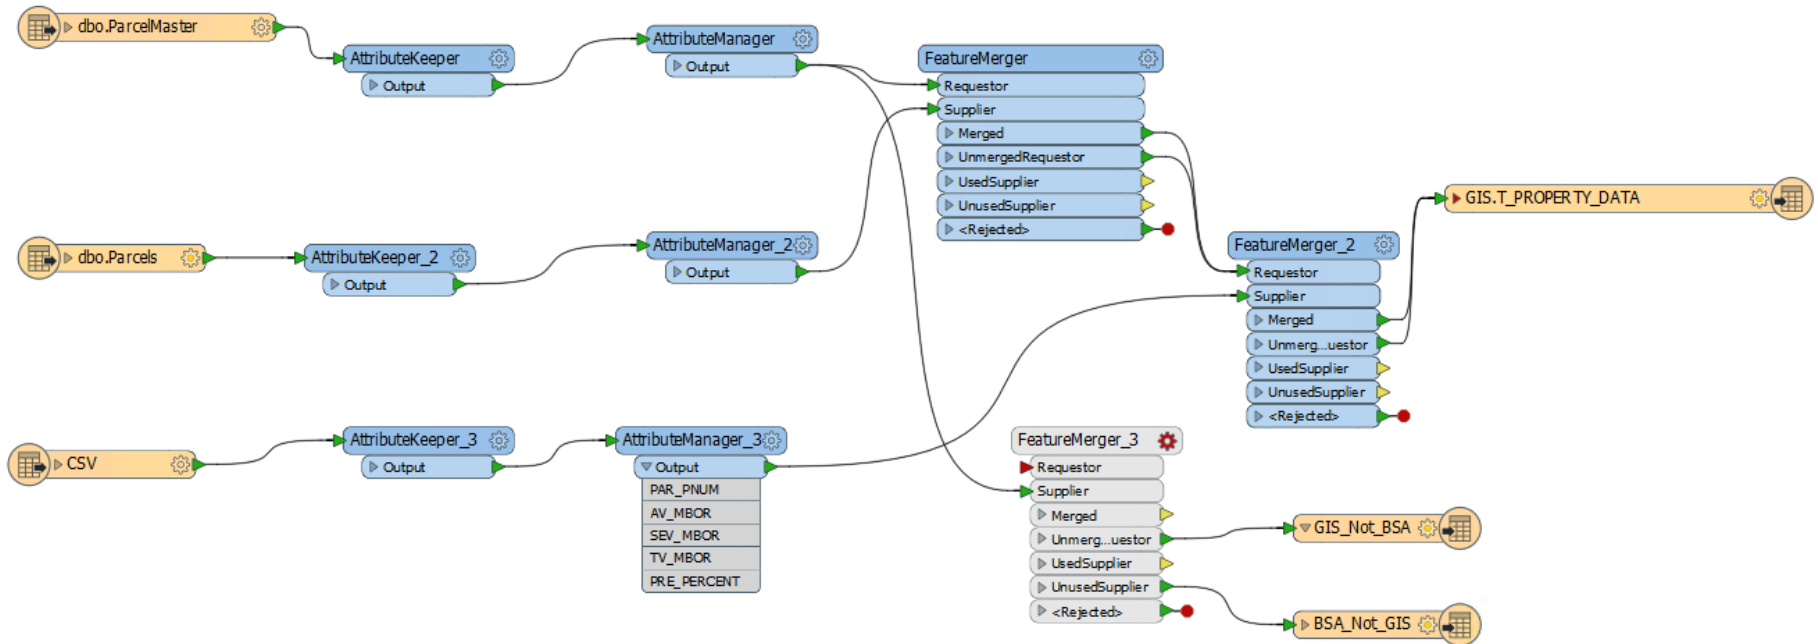 dbo.ParcelMaster
AttributeKeeper
Output
AttributeManager
Output
FeatureMerger
Requestor
Supplier
Merged
UnmergedRequestor
UsedSupplier
UnusedSupplier
<Rejected>
dbo.Parcels
AttributeKeeper_2
Output
AttributeManager_2
Output
FeatureMerger_2
Requestor
Supplier
Merged
Unmerg...uestor
UsedSupplier
UnusedSupplier
<Rejected>
GIS.T_PROPERTY_DATA
CSV
AttributeKeeper_3
Output
AttributeManager_3
Output
PAR_PNUM
AV_MBOR
SEV_MBOR
TV_MBOR
PRE_PERCENT
FeatureMerger_3
Requestor
Supplier
Merged
Unmerg...uestor
UsedSupplier
UnusedSupplier
<Rejected>
GIS_Not_BSA
BSA_Not_GIS